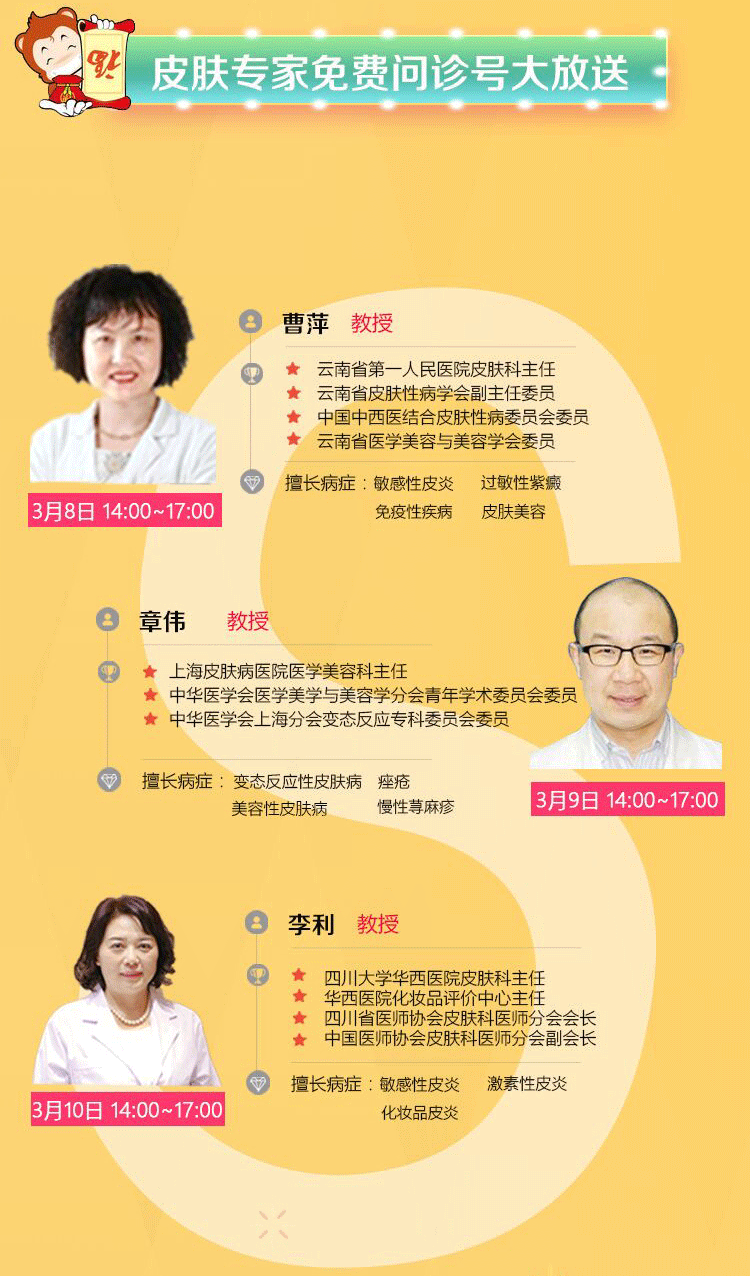 福
皮肤专家免费问诊号大放送
曹萍 教授
云南省第一人民医院皮肤科主任
云南省皮肤性病学会副主任委员
中国中西医结合皮肤性病委员会委员
云南省医学美容与美容学会委员
擅长病症：敏感性皮炎 过敏性紫癜
免疫性疾病 皮肤美容
3月8日 14:00~17:00
章伟 教授
上海皮肤病医院医学美容科主任
中华医学会医学美学与美容学分会青年学术委员会委员
中华医学会上海分会变态反应专科委员会委员
擅长病症：变态反应性皮肤病 痤疮
美容性皮肤病 慢性荨麻疹
3月9日 14:00~17:00
李利 教授
四川大学华西医院皮肤科主任
华西医院化妆品评价中心主任
四川省医师协会皮肤科医师分会会长
中国医师协会皮肤科医师分会副会长
擅长病症：敏感性皮炎 激素性皮炎
化妆品皮炎
3月10日 14:00~17:00